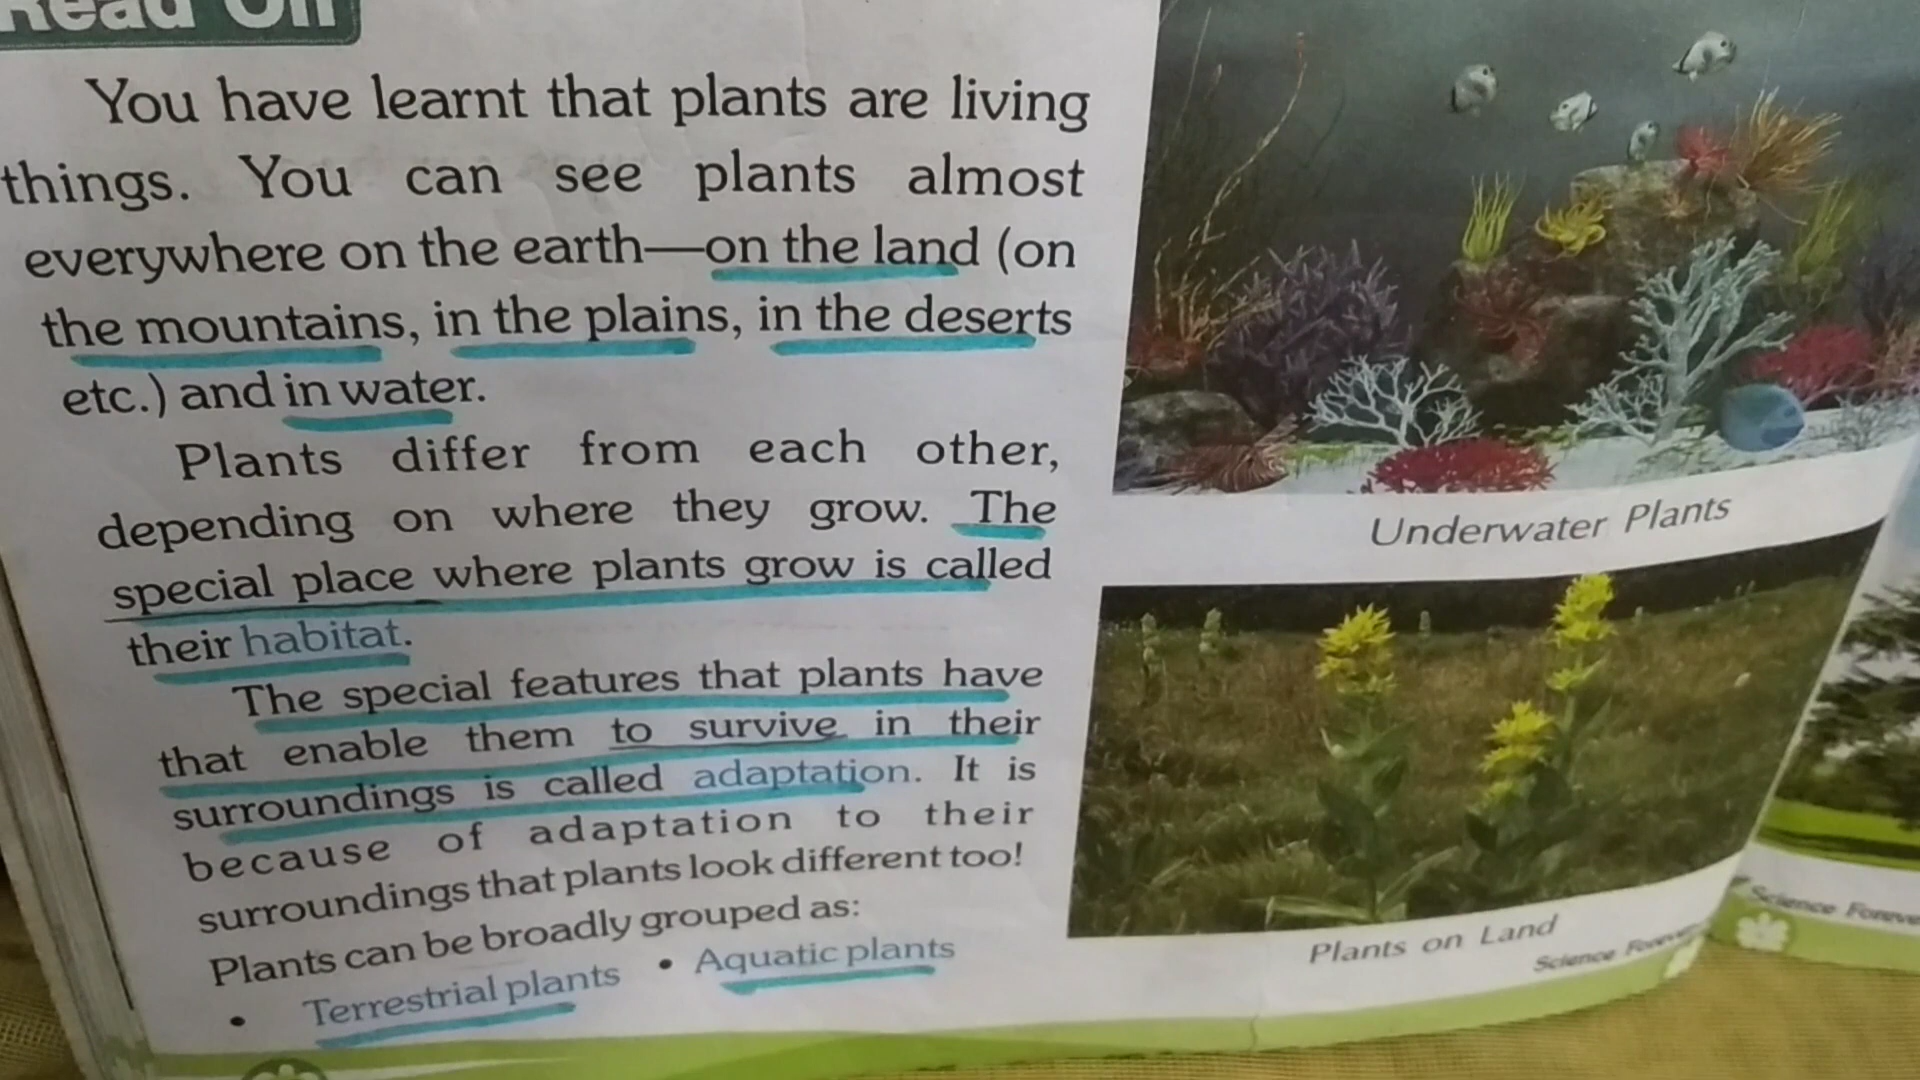 Read On
You have learnt that plants are living
things. You can see plants almost
everywhere on the earth—on the land (on
the mountains, in the plains, in the deserts
etc.) and in water.
Plants differ from each other,
depending on where they grow. The
special place where plants grow is called
their habitat.
The special features that plants have
that enable them to survive in their
surroundings is called adaptation. It is
because of adaptation to their
surroundings that plants look different too!
Plants can be broadly grouped as:
• Terrestrial plants • Aquatic plants
Underwater Plants
Plants on Land
Science
Science